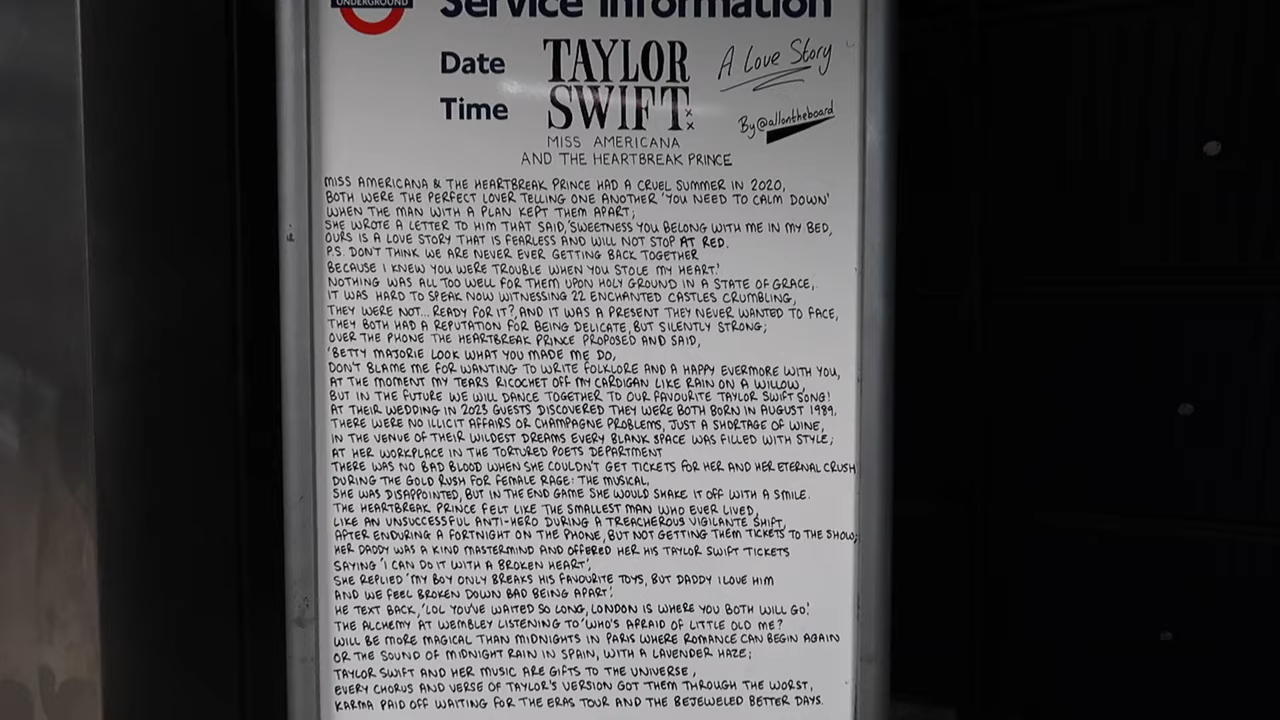 UNDERGROUND
Service Information
Date
Time
TAYLOR
SWIFT
A Love Story
By@allontheboard
MISS AMERICANA
AND THE HEARTBREAK PRINCE
MISS AMERICANA & THE HEARTBREAK PRINCE HAD A CRUEL SUMMER IN 2020,
BOTH WERE THE PERFECT LOVER TELLING ONE ANOTHER 'YOU NEED TO CALM DOWN'
WHEN THE MAN WITH A PLAN KEPT THEM APART;
SHE WROTE A LETTER TO HIM THAT SAID, 'SWEETNESS YOU BELONG WITH ME IN MY BED,
OURS IS A LOVE STORY THAT IS FEARLESS AND WILL NOT STOP AT RED.
P.S. DON'T THINK WE ARE NEVER EVER GETTING BACK TOGETHER
BECAUSE I KNEW YOU WERE TROUBLE WHEN YOU STOLE MY HEART.'
NOTHING WAS ALL TOO WELL FOR THEM UPON HOLY GROUND IN A STATE OF GRACE,
IT WAS HARD TO SPEAK NOW WITNESSING 22 ENCHANTED CASTLES CRUMBLING,
THEY WERE NOT... READY FOR IT?, AND IT WAS A PRESENT THEY NEVER WANTED TO FACE,
THEY BOTH HAD A REPUTATION FOR BEING DELICATE, BUT SILENTLY STRONG;
OVER THE PHONE THE HEARTBREAK PRINCE PROPOSED AND SAID,
'BETTY MARJORIE LOOK WHAT YOU MADE ME DO,
DON'T BLAME ME FOR WANTING TO WRITE FOLKLORE AND A HAPPY EVERMORE WITH YOU,
AT THE MOMENT MY TEARS RICOCHET OFF MY CARDIGAN LIKE RAIN ON A WILLOW,
BUT IN THE FUTURE WE WILL DANCE TOGETHER TO OUR FAVOURITE TAYLOR SWIFT SONG!'
AT THEIR WEDDING IN 2023 GUESTS DISCOVERED THEY WERE BOTH BORN IN AUGUST 1989,
THERE WERE NO ILLICIT AFFAIRS OR CHAMPAGNE PROBLEMS, JUST A SHORTAGE OF WINE,
IN THE VENUE OF THEIR WILDEST DREAMS EVERY BLANK SPACE WAS FILLED WITH STYLE;
AT HER WORKPLACE IN THE TORTURED POETS DEPARTMENT
THERE WAS NO BAD BLOOD WHEN SHE COULDN'T GET TICKETS FOR HER AND HER ETERNAL CRUSH
DURING THE GOLD RUSH FOR FEMALE RAGE: THE MUSICAL,
SHE WAS DISAPPOINTED, BUT IN THE END GAME SHE WOULD SHAKE IT OFF WITH A SMILE.
THE HEARTBREAK PRINCE FELT LIKE THE SMALLEST MAN WHO EVER LIVED,
LIKE AN UNSUCCESSFUL ANTI-HERO DURING A TREACHEROUS VIGILANTE SHIFT,
AFTER ENDURING A FORTNIGHT ON THE PHONE, BUT NOT GETTING THEM TICKETS TO THE SHOW;
HER DADDY WAS A KIND MASTERMIND AND OFFERED HER HIS TAYLOR SWIFT TICKETS
SAYING 'I CAN DO IT WITH A BROKEN HEART',
SHE REPLIED 'MY BOY ONLY BREAKS HIS FAVOURITE TOYS, BUT DADDY I LOVE HIM
AND WE FEEL BROKEN DOWN BAD BEING APART'.
HE TEXT BACK, 'LOL YOU'VE WAITED SO LONG, LONDON IS WHERE YOU BOTH WILL GO.'
THE ALCHEMY AT WEMBLEY LISTENING TO 'WHO'S AFRAID OF LITTLE OLD ME?
WILL BE MORE MAGICAL THAN MIDNIGHTS IN PARIS WHERE ROMANCE CAN BEGIN AGAIN
OR THE SOUND OF MIDNIGHT RAIN IN SPAIN, WITH A LAVENDER HAZE;
TAYLOR SWIFT AND HER MUSIC ARE GIFTS TO THE UNIVERSE,
EVERY CHORUS AND VERSE OF TAYLOR'S VERSION GOT THEM THROUGH THE WORST,
KARMA PAID OFF WAITING FOR THE ERAS TOUR AND THE BEJEWELED BETTER DAYS.